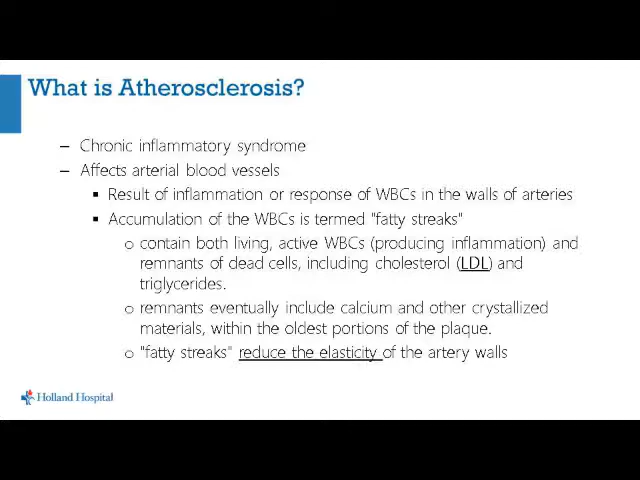 What is Atherosclerosis?
– Chronic inflammatory syndrome
– Affects arterial blood vessels
▪ Result of inflammation or response of WBCs in the walls of arteries
▪ Accumulation of the WBCs is termed "fatty streaks"
o contain both living, active WBCs (producing inflammation) and
remnants of dead cells, including cholesterol (LDL) and
triglycerides.
o remnants eventually include calcium and other crystallized
materials, within the oldest portions of the plaque.
o "fatty streaks" reduce the elasticity of the artery walls
Holland Hospital